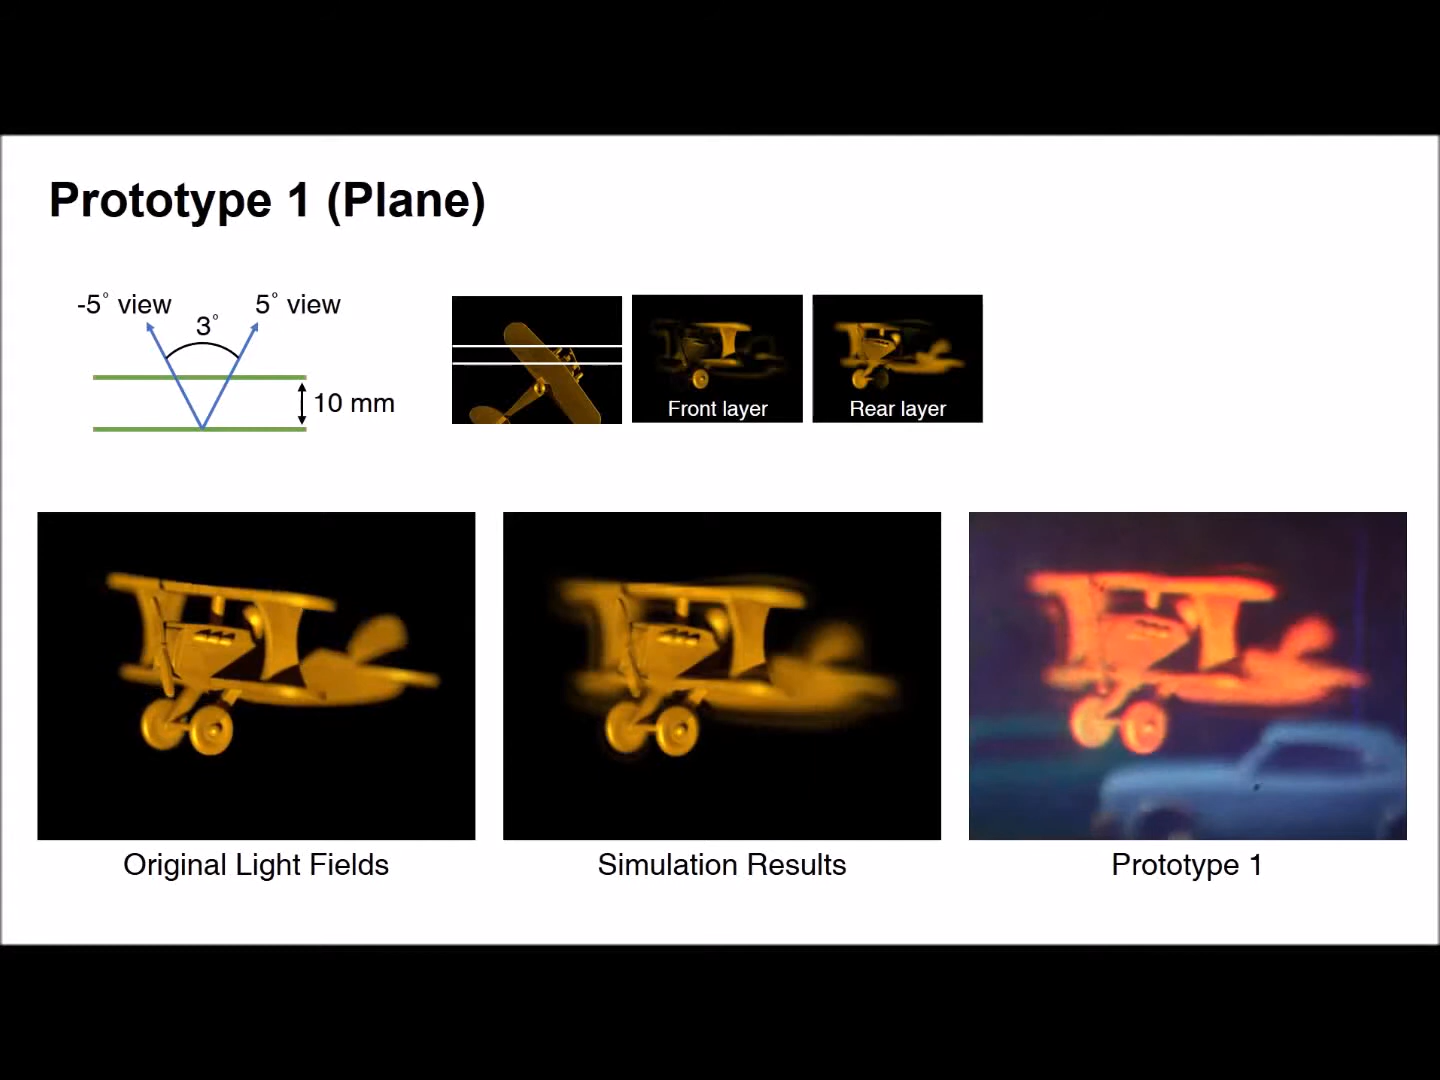 Prototype 1 (Plane)
-5° view
5° view
3°
10 mm
Front layer
Rear layer
Original Light Fields
Simulation Results
Prototype 1